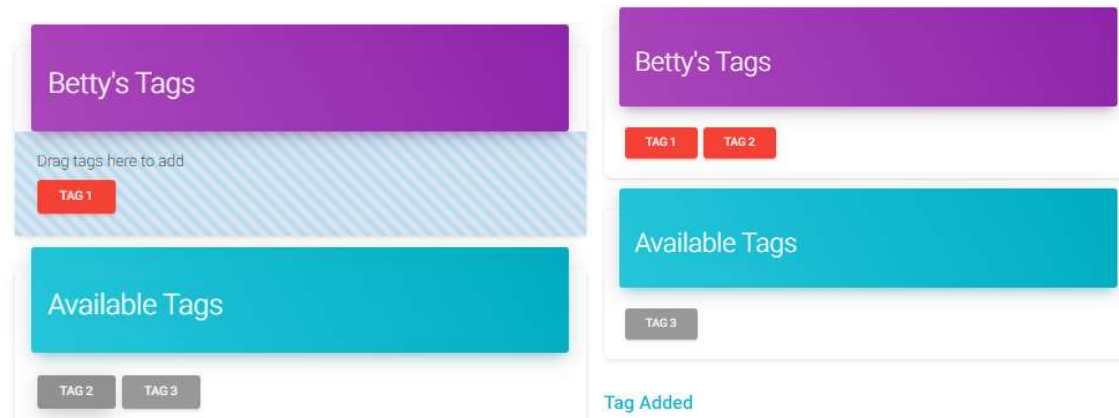 Betty's Tags
Drag tags here to add
TAG 1
Available Tags
TAG 2 TAG 3
Betty's Tags
TAG 1 TAG 2
Available Tags
TAG 3
Tag Added